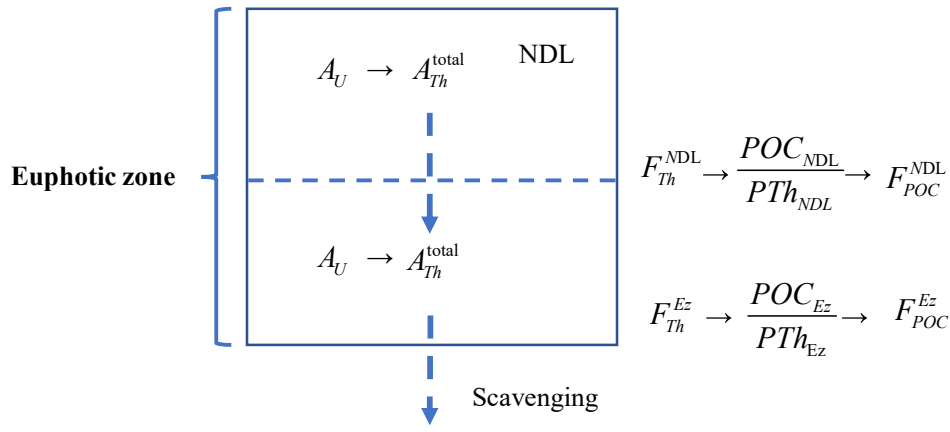 NDL
A_U → A_Th^total
Euphotic zone
F_Th^NDL → POC_NDL / PTh_NDL → F_POC^NDL
A_U → A_Th^total
F_Th^Ez → POC_Ez / PTh_Ez → F_POC^Ez
Scavenging